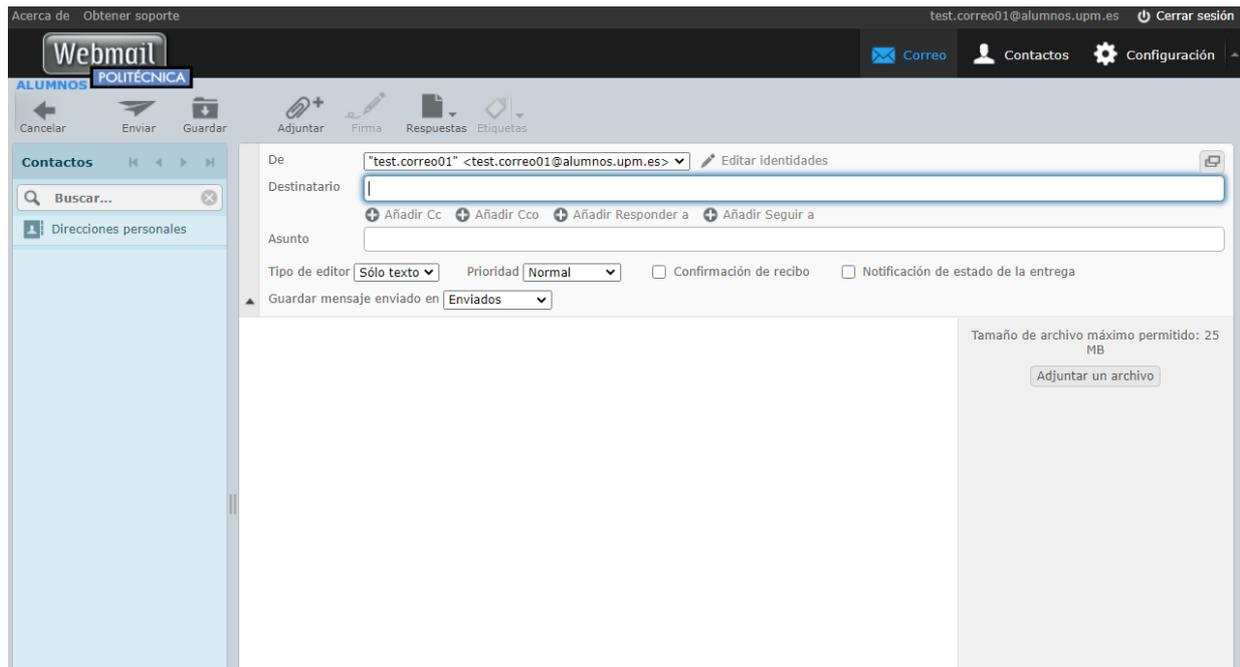 Acerca de Obtener soporte test.correo01@alumnos.upm.es Cerrar sesión
Webmail
POLITÉCNICA
ALUMNOS
Correo Contactos Configuración
Cancelar Enviar Guardar Adjuntar Firma Respuestas Etiquetas
Contactos
Buscar...
Direcciones personales
De "test.correo01" <test.correo01@alumnos.upm.es> Editar identidades
Destinatario
Añadir Cc Añadir Cco Añadir Responder a Añadir Seguir a
Asunto
Tipo de editor Sólo texto Prioridad Normal Confirmación de recibo Notificación de estado de la entrega
Guardar mensaje enviado en Enviados
Tamaño de archivo máximo permitido: 25
MB
Adjuntar un archivo